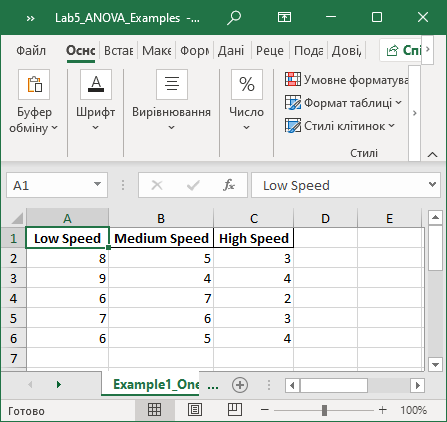 » Lab5_ANOVA_Examples -...
Файл Оснс Встав Макє Форм Дані Реце Пода Довід Спі
Буфер обміну Шрифт Вирівнювання Число
Умовне форматува
Формат таблиці
Стилі клітинок
Стилі
A1 fx Low Speed
A B C D E
1 Low Speed Medium Speed High Speed
2 8 5 3
3 9 4 4
4 6 7 2
5 7 6 3
6 6 5 4
7
Example1_One ...
Готово 100%